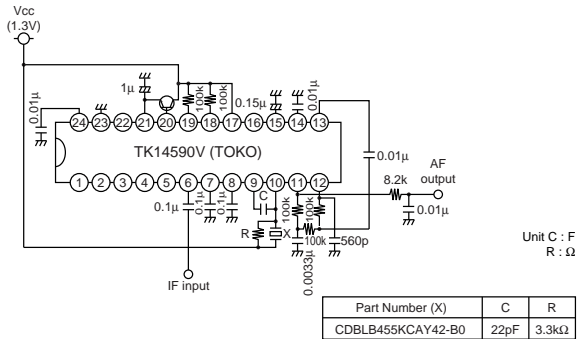 Vcc
(1.3V)
1μ
100k
100k
0.15μ
0.01μ
0.01μ
24 23 22 21 20 19 18 17 16 15 14 13
TK14590V (TOKO)
1 2 3 4 5 6 7 8 9 10 11 12
0.01μ
8.2k
AF
output
0.01μ
0.1μ
0.1μ
0.1μ
C
R
X
100k
100k
100k
560p
0.0033μ
IF input
Unit C : F
R : Ω
Part Number (X) C R
CDBLB455KCAY42-B0 22pF 3.3kΩ